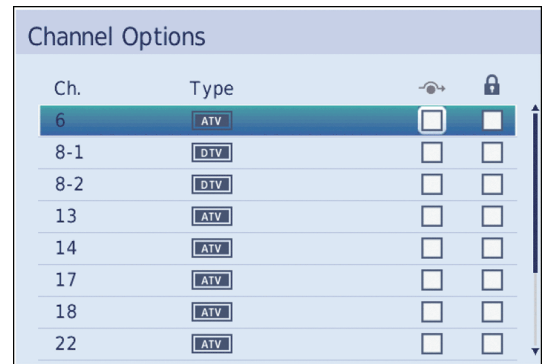 Channel Options
Ch. Type
6 ATV
8-1 DTV
8-2 DTV
13 ATV
14 ATV
17 ATV
18 ATV
22 ATV